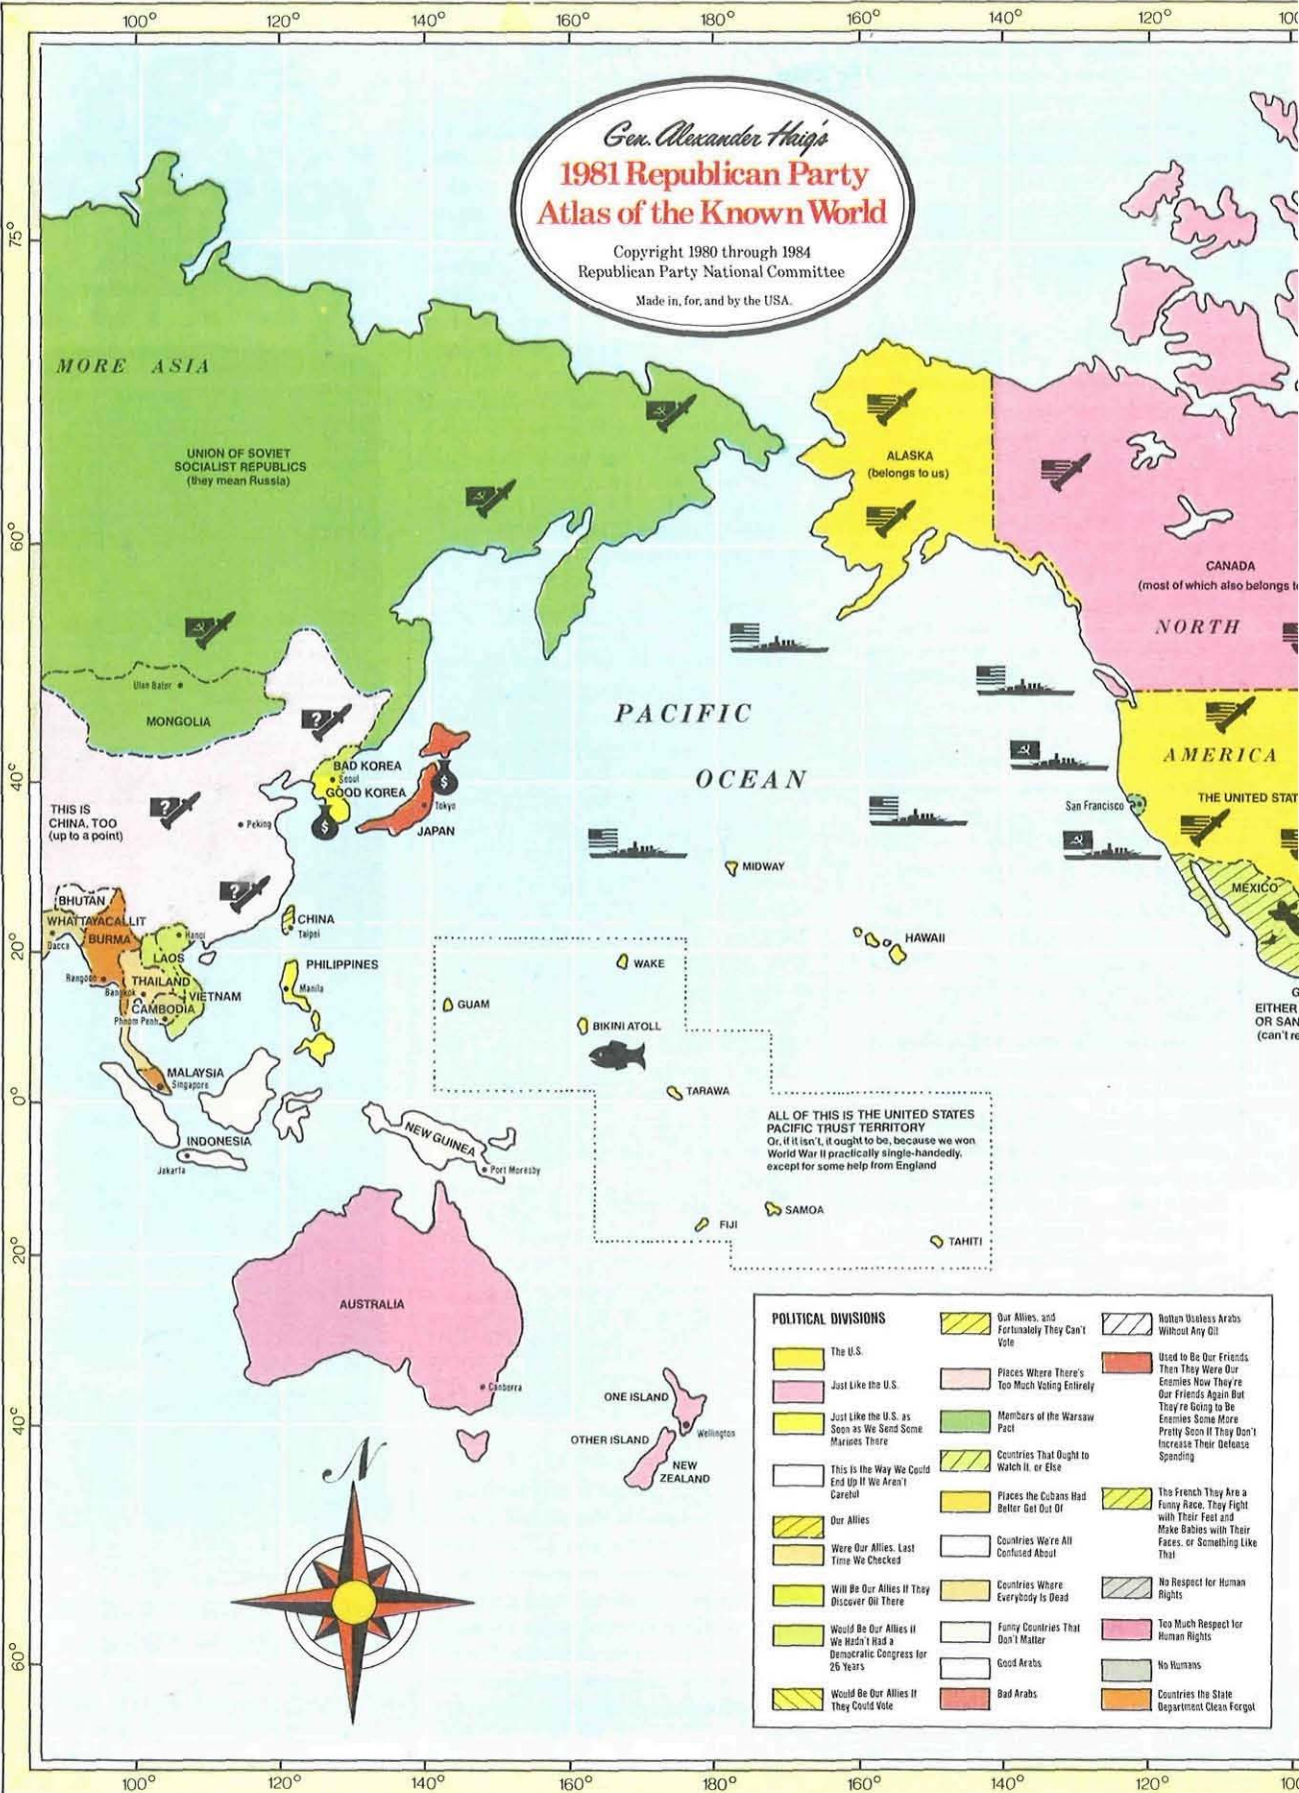 100° 120° 140° 160° 180° 160° 140° 120° 100
Gen. Alexander Haig's
1981 Republican Party
Atlas of the Known World
Copyright 1980 through 1984
Republican Party National Committee
Made in, for, and by the USA.
75°
60°
40°
20°
0°
20°
40°
60°
MORE ASIA
UNION OF SOVIET
SOCIALIST REPUBLICS
(they mean Russia)
ALASKA
(belongs to us)
CANADA
(most of which also belongs t
NORTH
Ulan Bator
MONGOLIA
PACIFIC
OCEAN
AMERICA
THE UNITED STAT
San Francisco
?
?
?
BAD KOREA
Seoul
GOOD KOREA
$
$
Tokyo
JAPAN
THIS IS
CHINA, TOO
(up to a point)
Peking
MIDWAY
MEXICO
BHUTAN
WHATTAYACALLIT
Dacca
BURMA
Hanoi
LAOS
CHINA
Taipei
HAWAII
Rangoon
THAILAND
Bangkok
VIETNAM
CAMBODIA
Phnom Penh
PHILIPPINES
Manila
WAKE
GUAM
BIKINI ATOLL
G
EITHER
OR SAN
(can't re
MALAYSIA
Singapore
TARAWA
INDONESIA
Jakarta
NEW GUINEA
Port Moresby
ALL OF THIS IS THE UNITED STATES
PACIFIC TRUST TERRITORY
Or, if it isn't, it ought to be, because we won
World War II practically single-handedly,
except for some help from England
SAMOA
FIJI
TAHITI
AUSTRALIA
Canberra
ONE ISLAND
Wellington
OTHER ISLAND
NEW
ZEALAND
N
POLITICAL DIVISIONS
The U.S.
Just Like the U.S.
Just Like the U.S. as
Soon as We Send Some
Marines There
This Is the Way We Could
End Up If We Aren't
Careful
Our Allies
Were Our Allies, Last
Time We Checked
Will Be Our Allies If They
Discover Oil There
Would Be Our Allies If
We Hadn't Had a
Democratic Congress for
26 Years
Would Be Our Allies If
They Could Vote
Our Allies, and
Fortunately They Can't
Vote
Places Where There's
Too Much Voting Entirely
Members of the Warsaw
Pact
Countries That Ought to
Watch It, or Else
Places the Cubans Had
Better Get Out Of
Countries We're All
Confused About
Countries Where
Everybody Is Dead
Funny Countries That
Don't Matter
Good Arabs
Bad Arabs
Rotten Useless Arabs
Without Any Oil
Used to Be Our Friends
Then They Were Our
Enemies Now They're
Our Friends Again But
They're Going to Be
Enemies Some More
Pretty Soon If They Don't
Increase Their Defense
Spending
The French They Are a
Funny Race, They Fight
with Their Feet and
Make Babies with Their
Faces, or Something Like
That
No Respect for Human
Rights
Too Much Respect for
Human Rights
No Humans
Countries the State
Department Clean Forgot
100° 120° 140° 160° 180° 160° 140° 120° 100